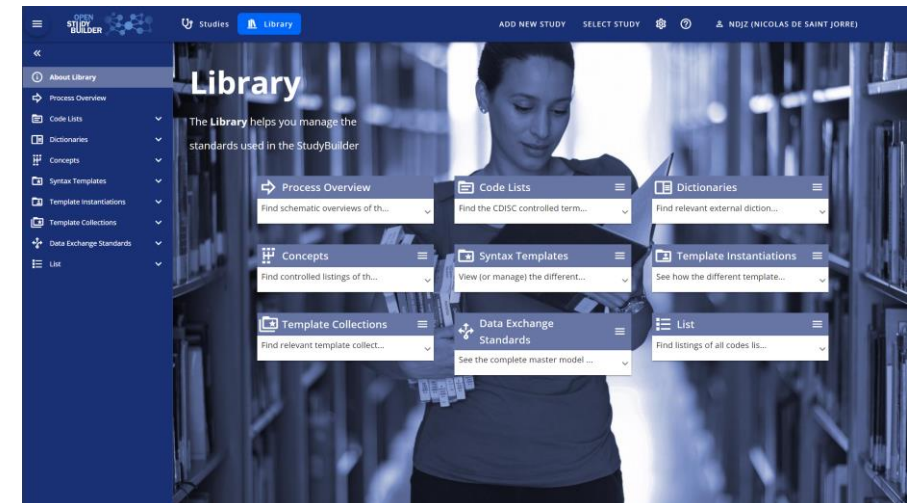 OPEN
STUDY
BUILDER
Studies
Library
ADD NEW STUDY
SELECT STUDY
NDJZ (NICOLAS DE SAINT JORRE)
About Library
Process Overview
Code Lists
Dictionaries
Concepts
Syntax Templates
Template Instantiations
Template Collections
Data Exchange Standards
List
Library
The Library helps you manage the
standards used in the StudyBuilder
Process Overview
Find schematic overviews of th...
Code Lists
Find the CDISC controlled term...
Dictionaries
Find relevant external diction...
Concepts
Find controlled listings of th...
Syntax Templates
View (or manage) the different...
Template Instantiations
See how the different template...
Template Collections
Find relevant template collect...
Data Exchange
Standards
See the complete master model ...
List
Find listings of all codes lis...